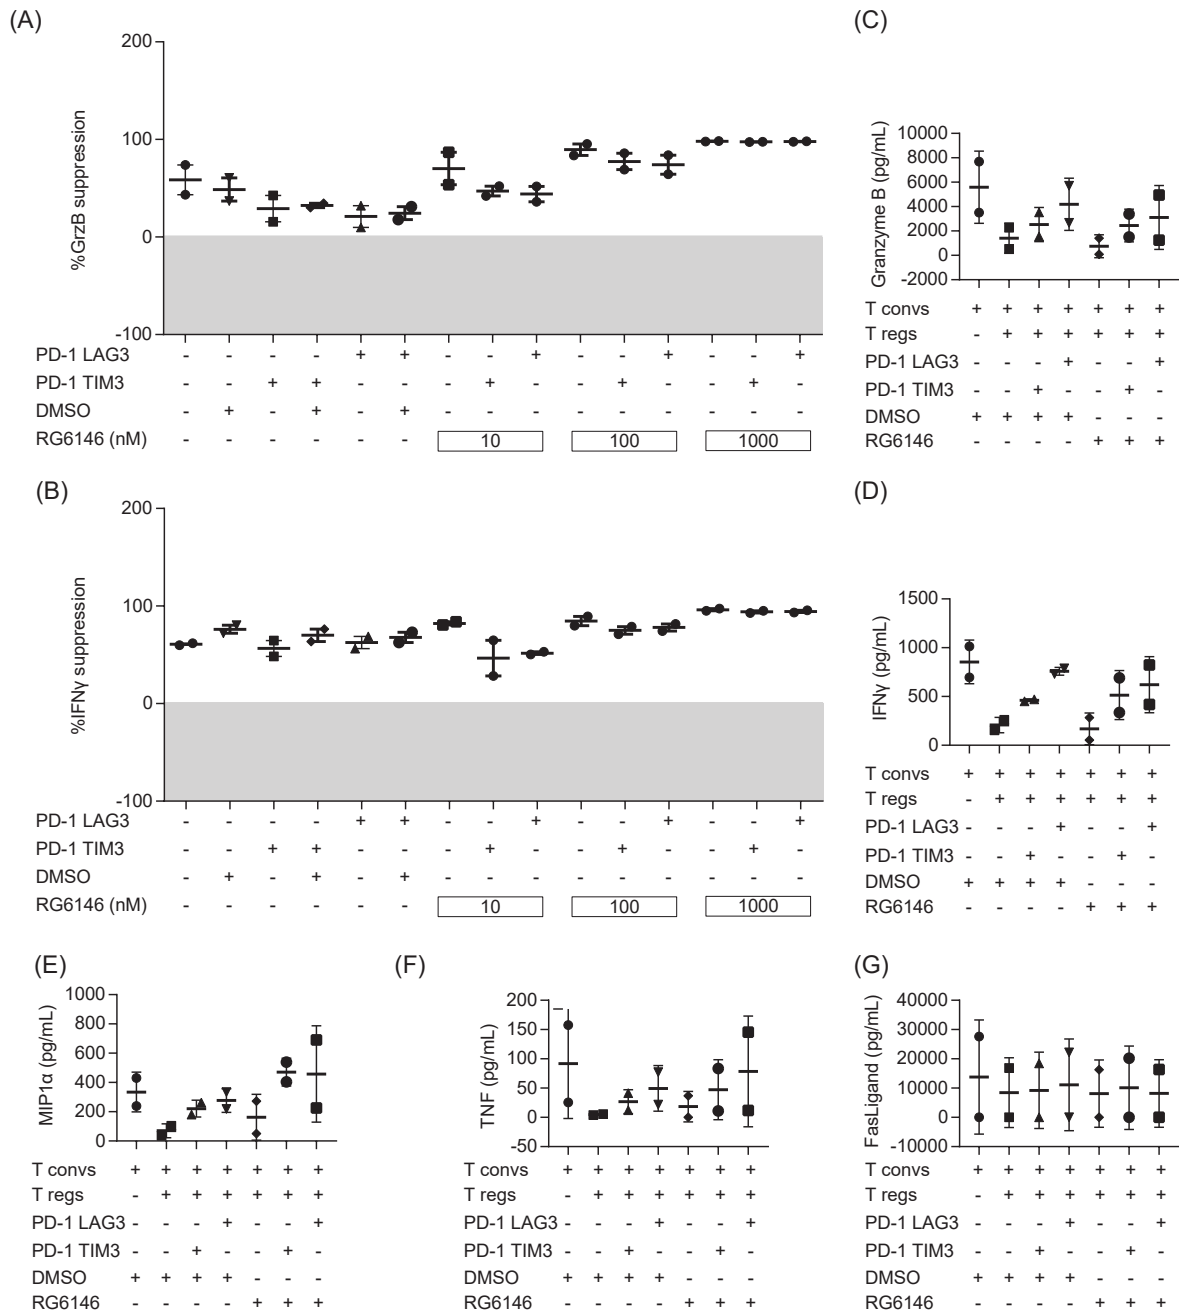 (A)
200
100
0
-100
%GrzB suppression
PD-1 LAG3 - - - - + + - - + - - + - - +
PD-1 TIM3 - - + + - - - + - - + - - + -
DMSO - + - + - + - - - - - - - - -
RG6146 (nM) - - - - - - 10 100 1000
(B)
200
100
0
-100
%IFNγ suppression
PD-1 LAG3 - - - - + + - - + - - + - - +
PD-1 TIM3 - - + + - - - + - - + - - + -
DMSO - + - + - + - - - - - - - - -
RG6146 (nM) - - - - - - 10 100 1000
(C)
10000
8000
6000
4000
2000
0
-2000
Granzyme B (pg/mL)
T convs + + + + + + +
T regs - + + + + + +
PD-1 LAG3 - - - + - - +
PD-1 TIM3 - - + - - + -
DMSO + + + + - - -
RG6146 - - - - + + +
(D)
1500
1000
500
0
IFNγ (pg/mL)
T convs + + + + + + +
T regs - + + + + + +
PD-1 LAG3 - - - + - - +
PD-1 TIM3 - - + - - + -
DMSO + + + + - - -
RG6146 - - - - + + +
(E)
1000
800
600
400
200
0
MIP1α (pg/mL)
T convs + + + + + + +
T regs - + + + + + +
PD-1 LAG3 - - - + - - +
PD-1 TIM3 - - + - - + -
DMSO + + + + - - -
RG6146 - - - - + + +
(F)
200
150
100
50
0
-50
TNF (pg/mL)
T convs + + + + + + +
T regs - + + + + + +
PD-1 LAG3 - - - + - - +
PD-1 TIM3 - - + - - + -
DMSO + + + + - - -
RG6146 - - - - + + +
(G)
40000
30000
20000
10000
0
-10000
FasLigand (pg/mL)
T convs + + + + + + +
T regs - + + + + + +
PD-1 LAG3 - - - + - - +
PD-1 TIM3 - - + - - + -
DMSO + + + + - - -
RG6146 - - - - + + +